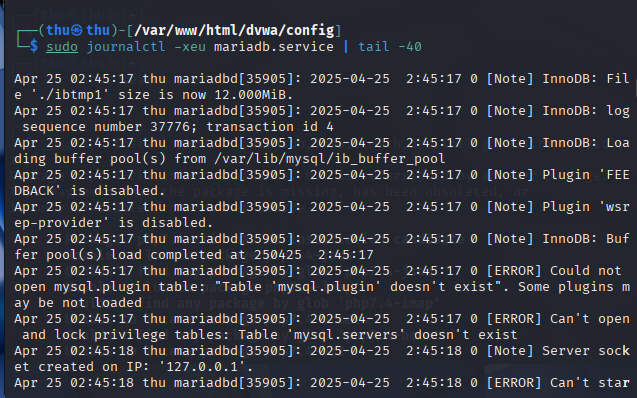 ┌──(thu㉿thu)-[/var/www/html/dvwa/config]
└─$ sudo journalctl -xeu mariadb.service | tail -40
Apr 25 02:45:17 thu mariadbd[35905]: 2025-04-25  2:45:17 0 [Note] InnoDB: Fil
e './ibtmp1' size is now 12.000MiB.
Apr 25 02:45:17 thu mariadbd[35905]: 2025-04-25  2:45:17 0 [Note] InnoDB: log
 sequence number 37776; transaction id 4
Apr 25 02:45:17 thu mariadbd[35905]: 2025-04-25  2:45:17 0 [Note] InnoDB: Loa
ding buffer pool(s) from /var/lib/mysql/ib_buffer_pool
Apr 25 02:45:17 thu mariadbd[35905]: 2025-04-25  2:45:17 0 [Note] Plugin 'FEE
DBACK' is disabled.
Apr 25 02:45:17 thu mariadbd[35905]: 2025-04-25  2:45:17 0 [Note] Plugin 'wsr
ep-provider' is disabled.
Apr 25 02:45:17 thu mariadbd[35905]: 2025-04-25  2:45:17 0 [Note] InnoDB: Buf
fer pool(s) load completed at 250425  2:45:17
Apr 25 02:45:17 thu mariadbd[35905]: 2025-04-25  2:45:17 0 [ERROR] Could not
open mysql.plugin table: "Table 'mysql.plugin' doesn't exist". Some plugins m
ay be not loaded
Apr 25 02:45:17 thu mariadbd[35905]: 2025-04-25  2:45:17 0 [ERROR] Can't open
 and lock privilege tables: Table 'mysql.servers' doesn't exist
Apr 25 02:45:18 thu mariadbd[35905]: 2025-04-25  2:45:18 0 [Note] Server sock
et created on IP: '127.0.0.1'.
Apr 25 02:45:18 thu mariadbd[35905]: 2025-04-25  2:45:18 0 [ERROR] Can't star